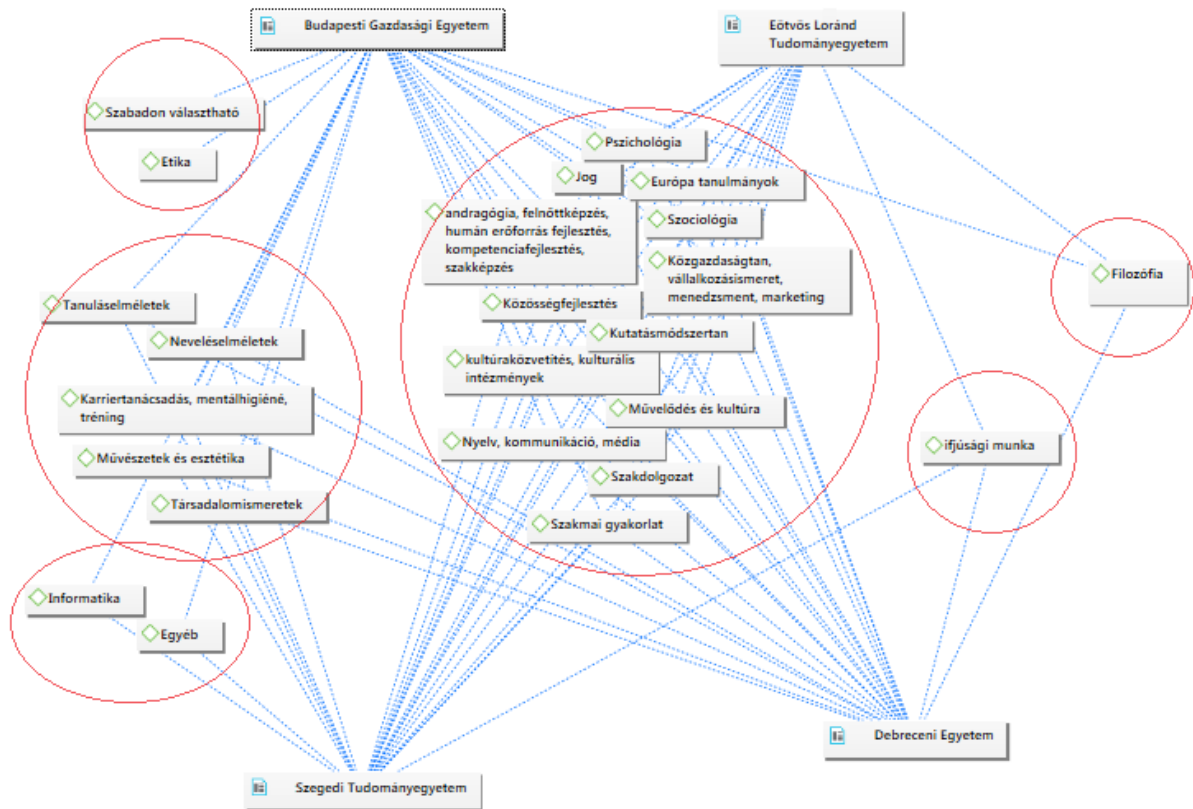 Budapesti Gazdasági Egyetem
Eötvös Loránd
Tudományegyetem
Szabadon választható
Etika
Pszichológia
Jog
Európa tanulmányok
andragógia, felnőttképzés,
humán erőforrás fejlesztés,
kompetenciafejlesztés,
szakképzés
Szociológia
Közgazdaságtan,
vállalkozásismeret,
menedzsment, marketing
Filozófia
Tanuláselméletek
Közösségfejlesztés
Neveléselméletek
Kutatásmódszertan
kultúraközvetítés, kulturális
intézmények
Karriertanácsadás, mentálhigiéné,
tréning
Művelődés és kultúra
Nyelv, kommunikáció, média
ifjúsági munka
Művészetek és esztétika
Szakdolgozat
Társadalomismeretek
Szakmai gyakorlat
Informatika
Egyéb
Debreceni Egyetem
Szegedi Tudományegyetem